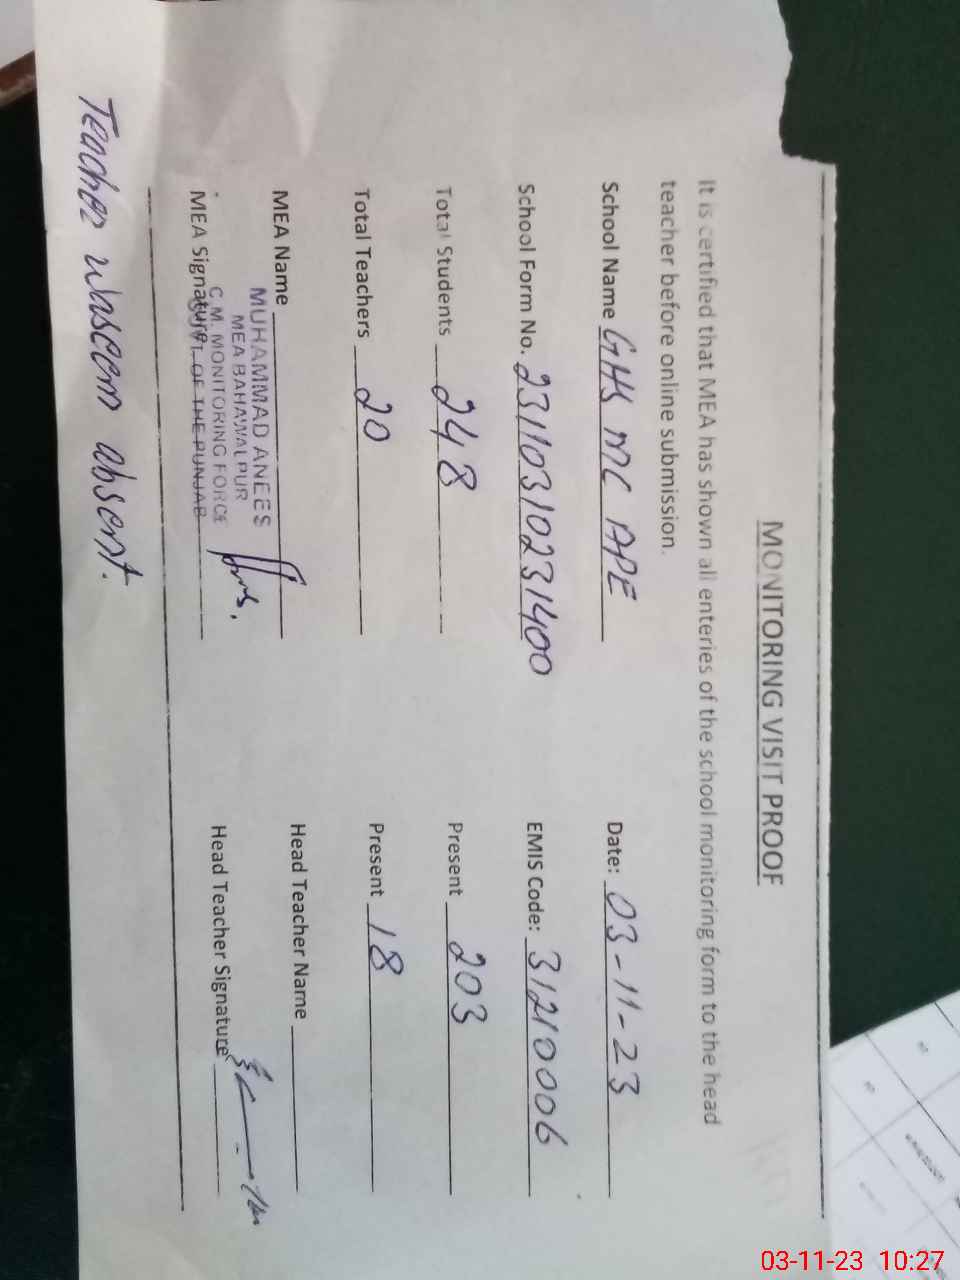 MONITORING VISIT PROOF
It is certified that MEA has shown all enteries of the school monitoring form to the head
teacher before online submission.
School Name GHS MC APE Date: 03-11-23
School Form No. 23110310231400 EMIS Code: 31210006
Total Students 248 Present 203
Total Teachers 20 Present 18
MEA Name Head Teacher Name
MUHAMMAD ANEES
MEA BAHAWALPUR
C.M. MONITORING FORCE
GOVT. OF THE PUNJAB
MEA Signature Head Teacher Signature
Teacher waseem absent.
03-11-23 10:27